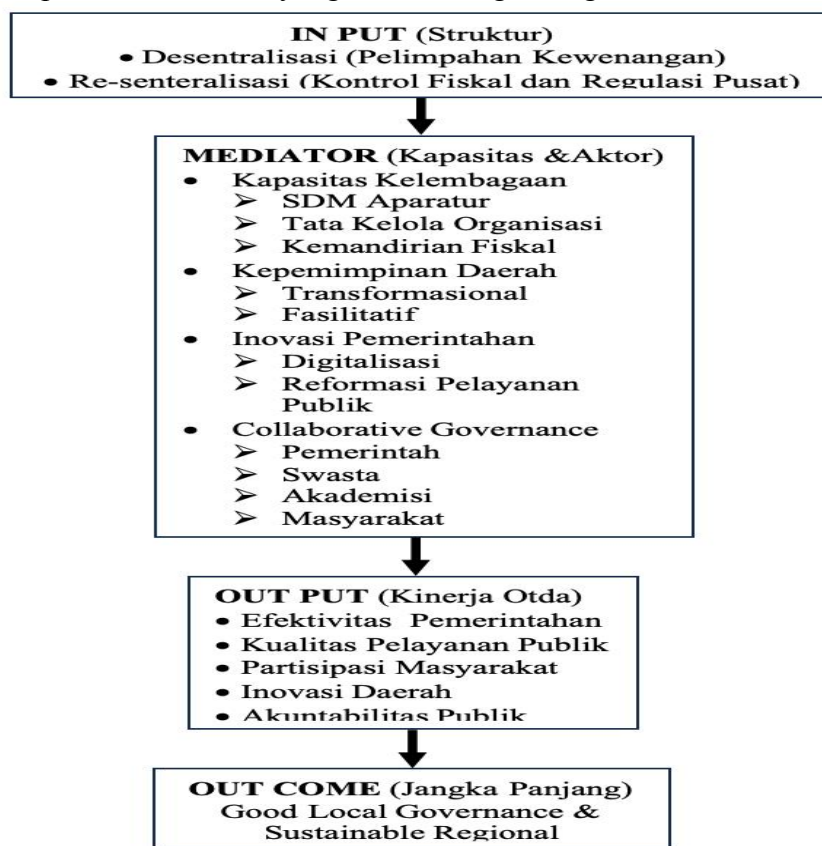 IN PUT (Struktur)
• Desentralisasi (Pelimpahan Kewenangan)
• Re-senteralisasi (Kontrol Fiskal dan Regulasi Pusat)
MEDIATOR (Kapasitas &Aktor)
• Kapasitas Kelembagaan
➢ SDM Aparatur
➢ Tata Kelola Organisasi
➢ Kemandirian Fiskal
• Kepemimpinan Daerah
➢ Transformasional
➢ Fasilitatif
• Inovasi Pemerintahan
➢ Digitalisasi
➢ Reformasi Pelayanan
Publik
• Collaborative Governance
➢ Pemerintah
➢ Swasta
➢ Akademisi
➢ Masyarakat
OUT PUT (Kinerja Otda)
• Efektivitas Pemerintahan
• Kualitas Pelayanan Publik
• Partisipasi Masyarakat
• Inovasi Daerah
• Akuntabilitas Publik
OUT COME (Jangka Panjang)
Good Local Governance &
Sustainable Regional